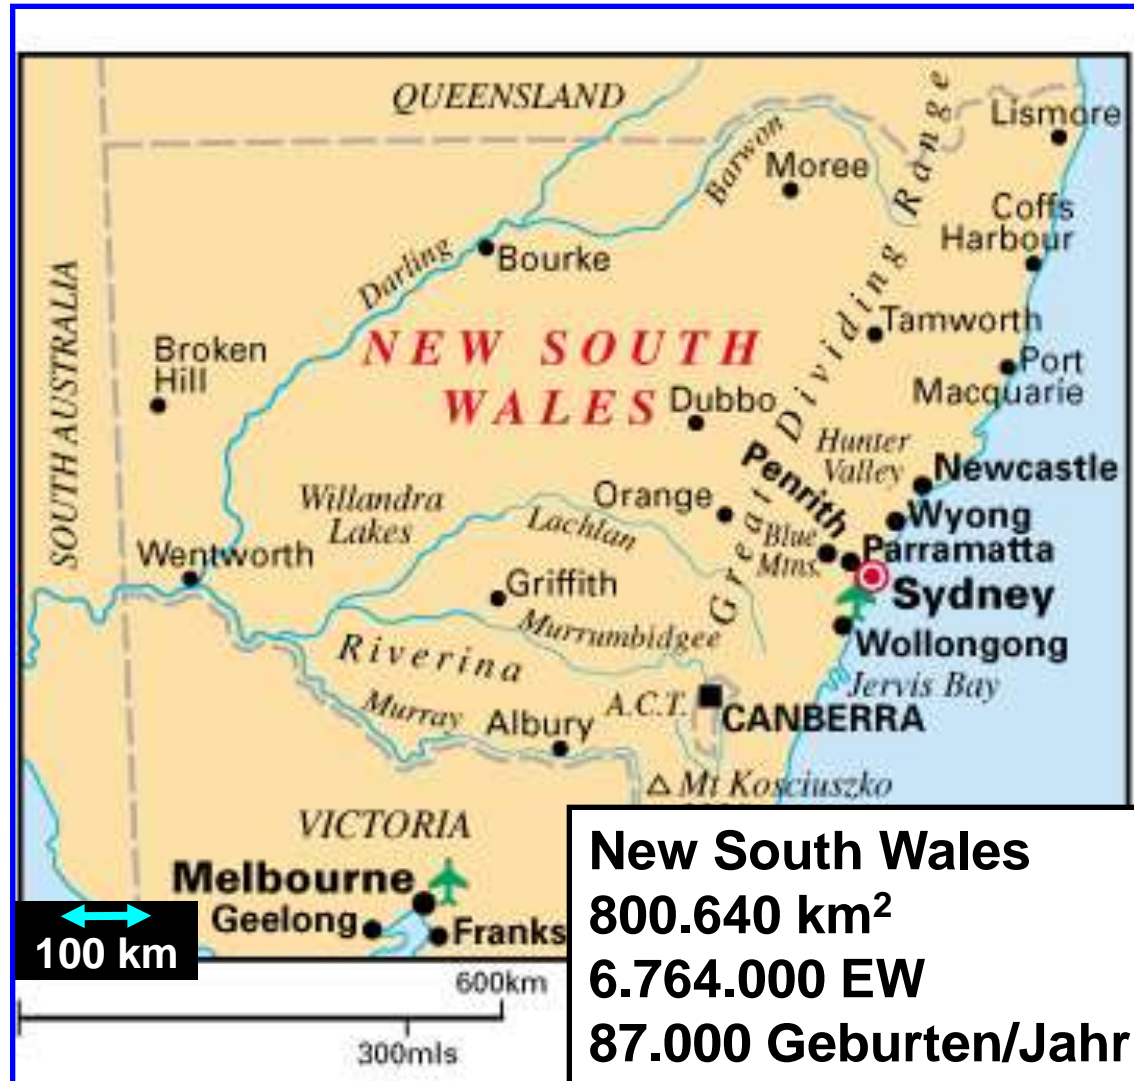 QUEENSLAND
Lismore
Barwon
Moree
Great Dividing Range
Coffs
Harbour
Darling
Bourke
SOUTH AUSTRALIA
NEW SOUTH
WALES
Tamworth
Broken
Hill
Port
Macquarie
Dubbo
Hunter
Valley
Penrith
Newcastle
Willandra
Lakes
Orange
Lachlan
Wyong
Blue
Mtns.
Parramatta
Wentworth
Griffith
Sydney
Murrumbidgee
Wollongong
Riverina
Jervis Bay
A.C.T.
CANBERRA
Murray
Albury
Mt Kosciuszko
VICTORIA
Melbourne
Geelong
Franks
100 km
600km
300mls
New South Wales
800.640 km²
6.764.000 EW
87.000 Geburten/Jahr